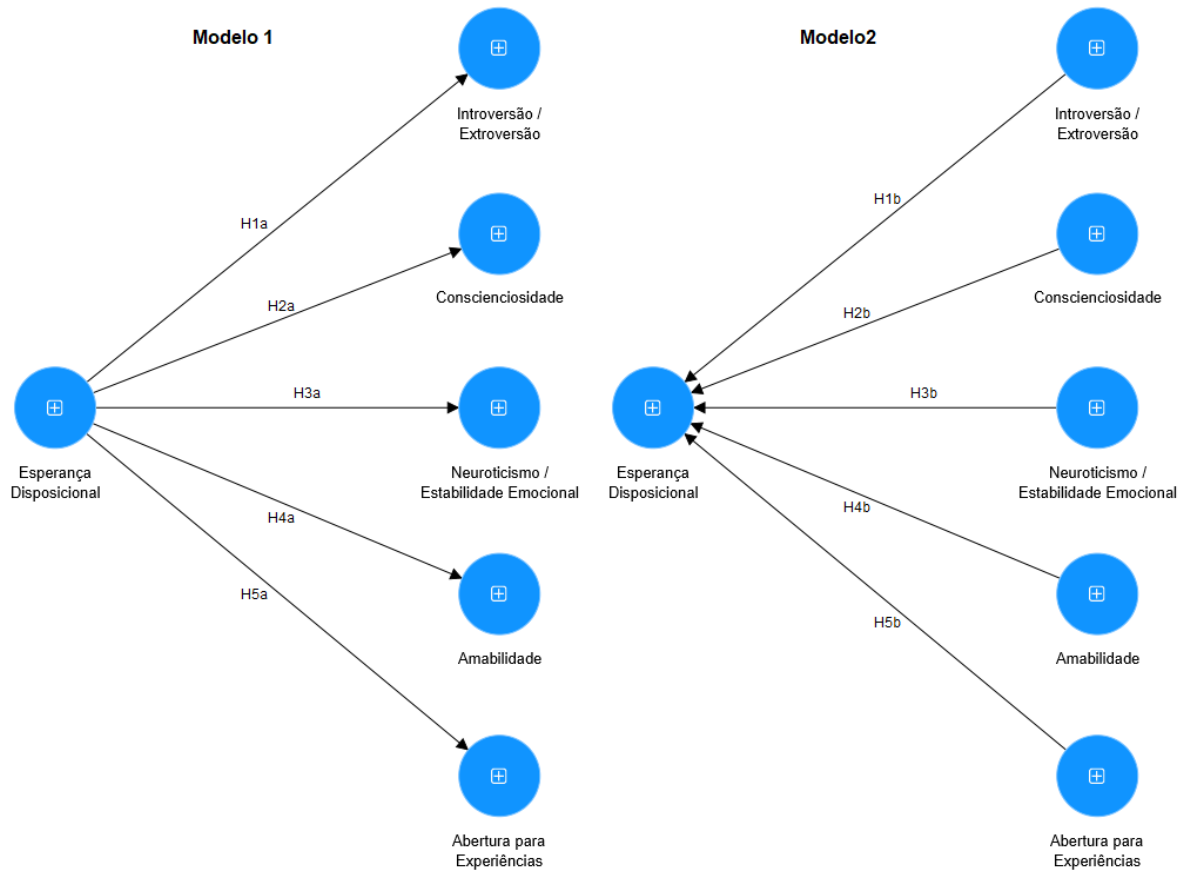 Modelo 1
Introversão /
Extroversão
H1a
Conscienciosidade
H2a
H3a
Esperança
Disposicional
Neuroticismo /
Estabilidade Emocional
H4a
H5a
Amabilidade
Abertura para
Experiências
Modelo2
Introversão /
Extroversão
H1b
Conscienciosidade
H2b
H3b
Esperança
Disposicional
Neuroticismo /
Estabilidade Emocional
H4b
H5b
Amabilidade
Abertura para
Experiências